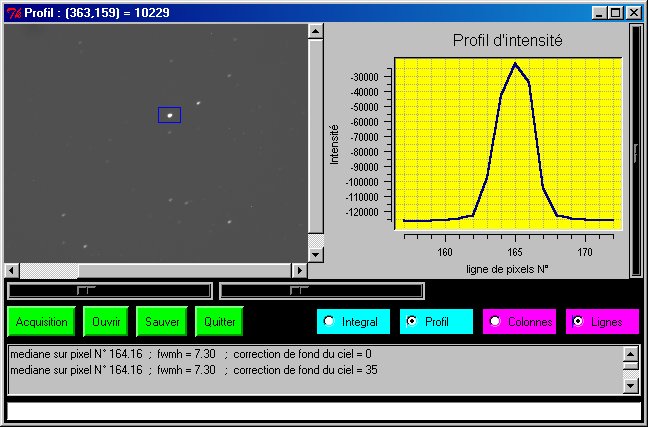 Profil : (363,159) = 10229
Profil d'intensité
Intensité
-30000
-40000
-50000
-60000
-70000
-80000
-90000
-100000
-110000
-120000
160
165
170
ligne de pixels N°
Acquisition
Ouvrir
Sauver
Quitter
Integral
Profil
Colonnes
Lignes
mediane sur pixel N° 164.16 ; fwmh = 7.30 ; correction de fond du ciel = 0
mediane sur pixel N° 164.16 ; fwmh = 7.30 ; correction de fond du ciel = 35